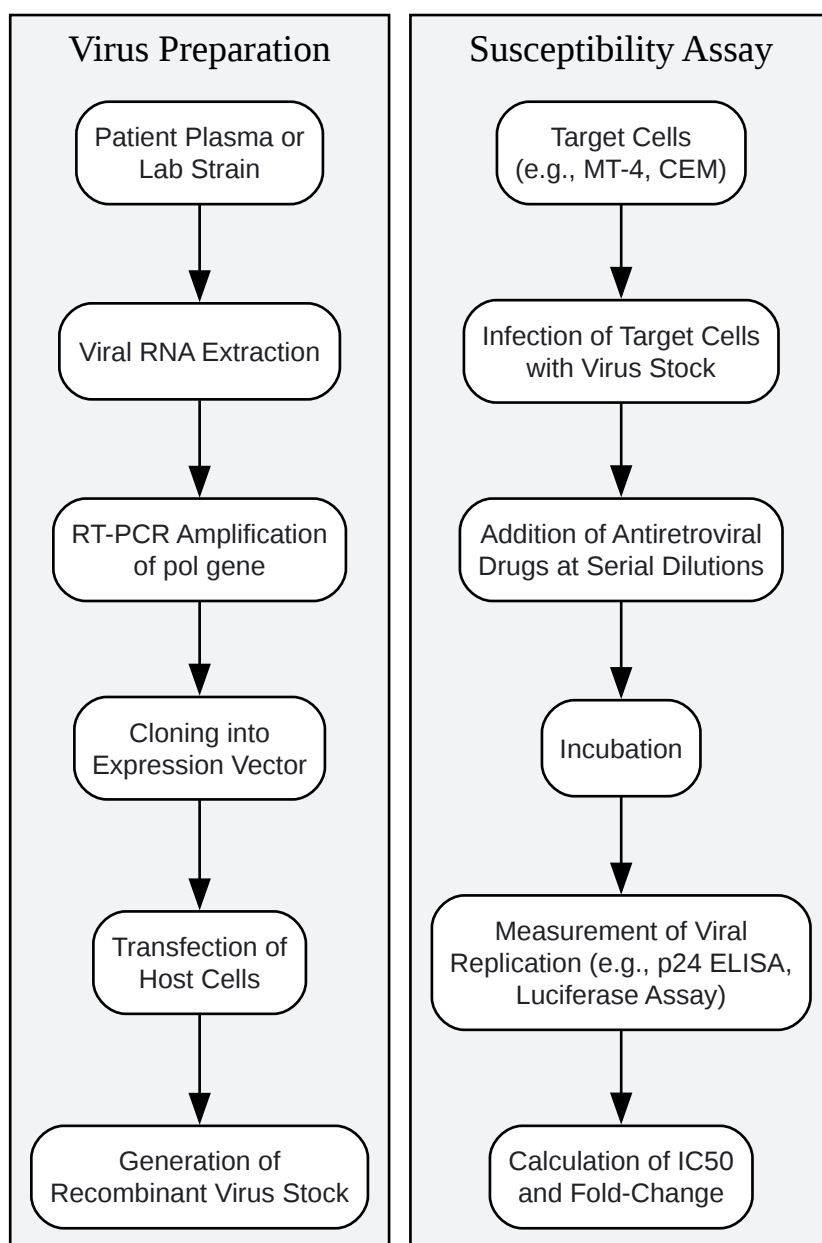 Virus Preparation
Patient Plasma or
Lab Strain
Viral RNA Extraction
RT-PCR Amplification
of pol gene
Cloning into
Expression Vector
Transfection of
Host Cells
Generation of
Recombinant Virus Stock
Susceptibility Assay
Target Cells
(e.g., MT-4, CEM)
Infection of Target Cells
with Virus Stock
Addition of Antiretroviral
Drugs at Serial Dilutions
Incubation
Measurement of Viral
Replication (e.g., p24 ELISA,
Luciferase Assay)
Calculation of IC50
and Fold-Change